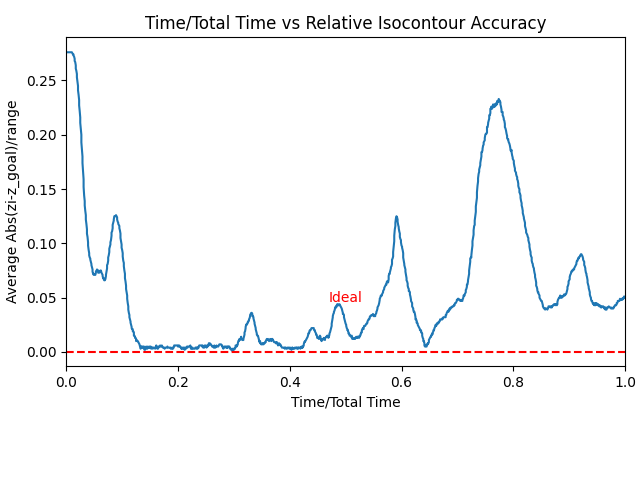 Time/Total Time vs Relative Isocontour Accuracy
Average Abs(zi-z_goal)/range
0.25
0.20
0.15
0.10
0.05
0.00
Ideal
0.0 0.2 0.4 0.6 0.8 1.0
Time/Total Time